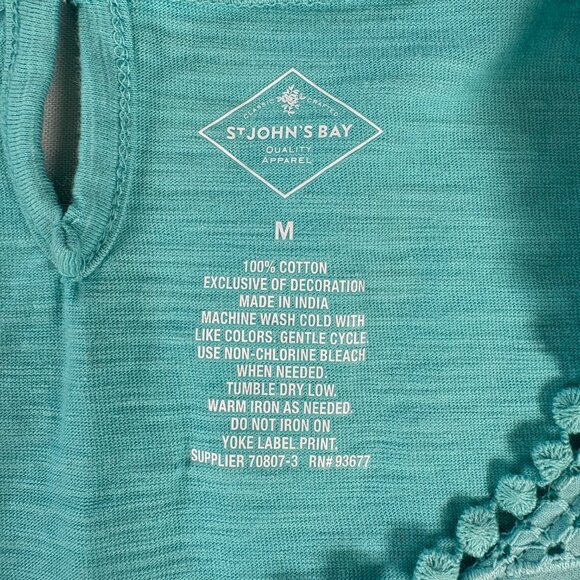 CLASSIC CRAFTED
ST JOHN'S BAY
QUALITY
APPAREL
M
100% COTTON
EXCLUSIVE OF DECORATION
MADE IN INDIA
MACHINE WASH COLD WITH
LIKE COLORS. GENTLE CYCLE.
USE NON-CHLORINE BLEACH
WHEN NEEDED.
TUMBLE DRY LOW.
WARM IRON AS NEEDED.
DO NOT IRON ON
YOKE LABEL PRINT.
SUPPLIER 70807-3 RN# 93677